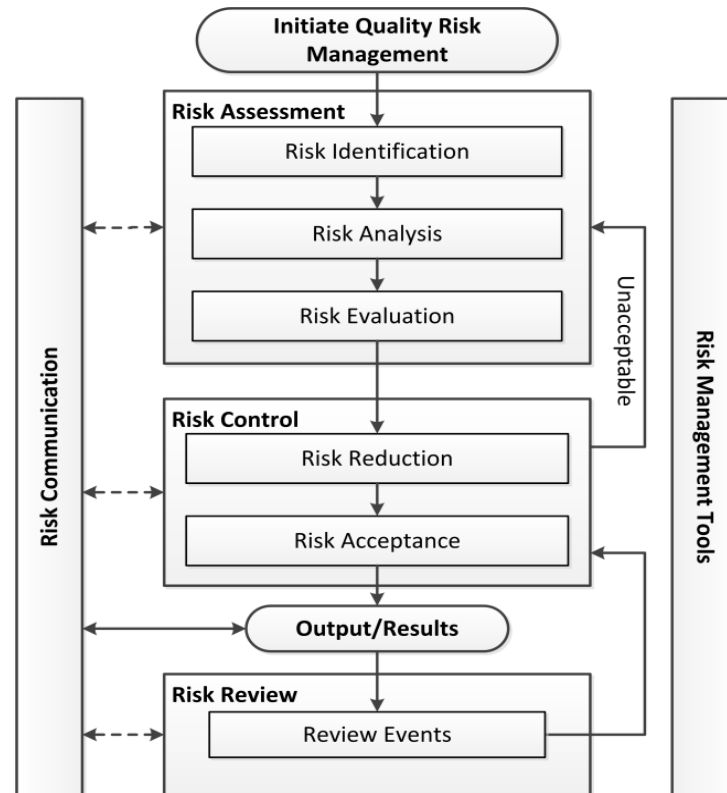 Initiate Quality Risk
Management
Risk Assessment
Risk Identification
Risk Analysis
Risk Evaluation
Unacceptable
Risk Control
Risk Reduction
Risk Acceptance
Output/Results
Risk Review
Review Events
Risk Communication
Risk Management Tools